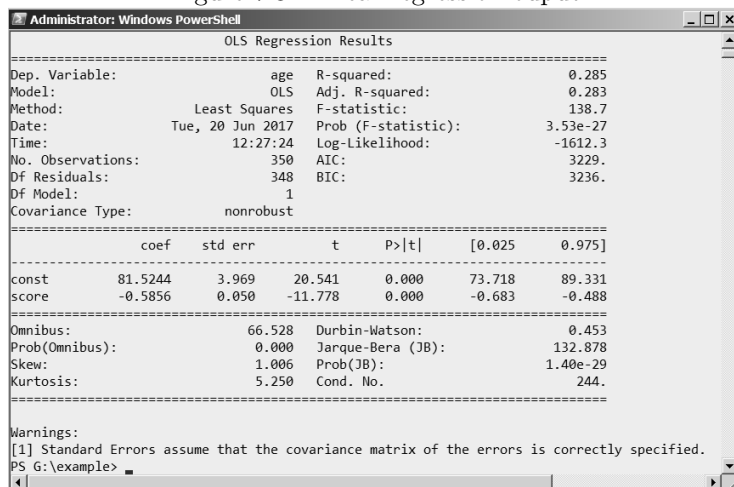 Administrator: Windows PowerShell
OLS Regression Results
==============================================================================
Dep. Variable: age R-squared: 0.285
Model: OLS Adj. R-squared: 0.283
Method: Least Squares F-statistic: 138.7
Date: Tue, 20 Jun 2017 Prob (F-statistic): 3.53e-27
Time: 12:27:24 Log-Likelihood: -1612.3
No. Observations: 350 AIC: 3229.
Df Residuals: 348 BIC: 3236.
Df Model: 1
Covariance Type: nonrobust
==============================================================================
coef std err t P>|t| [0.025 0.975]
------------------------------------------------------------------------------
const 81.5244 3.969 20.541 0.000 73.718 89.331
score -0.5856 0.050 -11.778 0.000 -0.683 -0.488
==============================================================================
Omnibus: 66.528 Durbin-Watson: 0.453
Prob(Omnibus): 0.000 Jarque-Bera (JB): 132.878
Skew: 1.006 Prob(JB): 1.40e-29
Kurtosis: 5.250 Cond. No. 244.
==============================================================================
Warnings:
[1] Standard Errors assume that the covariance matrix of the errors is correctly specified.
PS G:\example> _